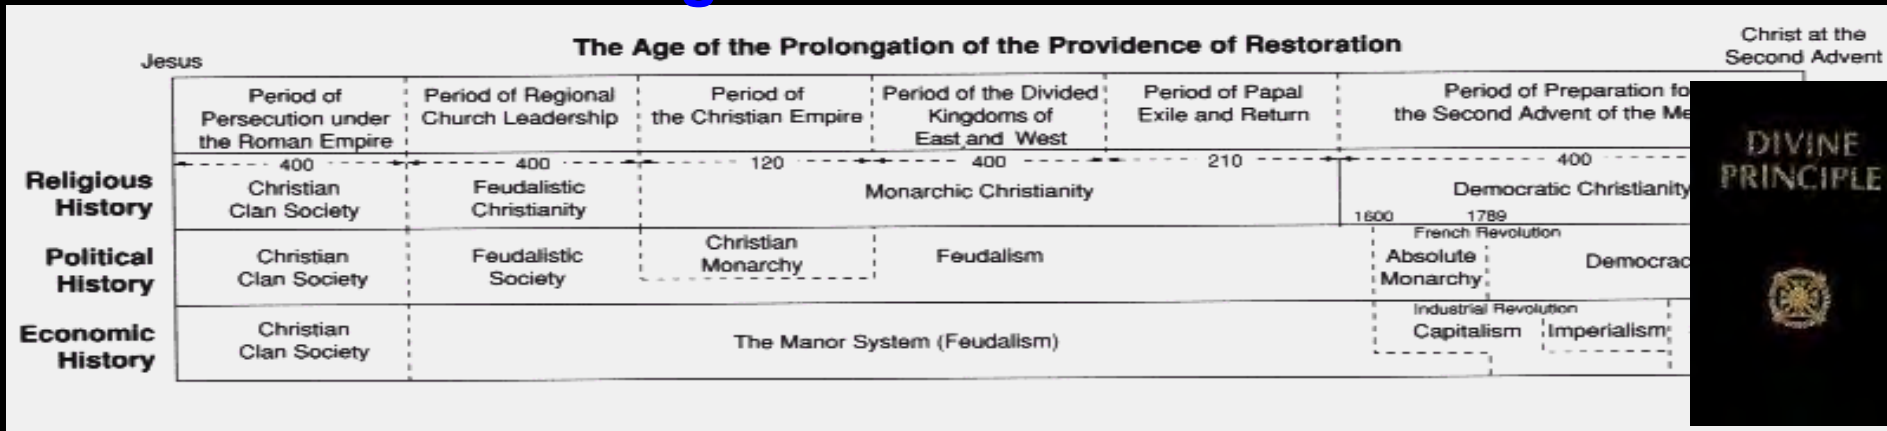 The Age of the Prolongation of the Providence of Restoration
Jesus
Christ at the
Second Advent
Period of
Persecution under
the Roman Empire
Period of Regional
Church Leadership
Period of
the Christian Empire
Period of the Divided
Kingdoms of
East and West
Period of Papal
Exile and Return
Period of Preparation fo
the Second Advent of the Me
400
400
120
400
210
400
Religious
History
Christian
Clan Society
Feudalistic
Christianity
Monarchic Christianity
Democratic Christianity
1600
1789
Political
History
Christian
Clan Society
Feudalistic
Society
Christian
Monarchy
Feudalism
French Revolution
Absolute
Monarchy
Democrac
Economic
History
Christian
Clan Society
The Manor System (Feudalism)
Industrial Revolution
Capitalism
Imperialism
DIVINE
PRINCIPLE